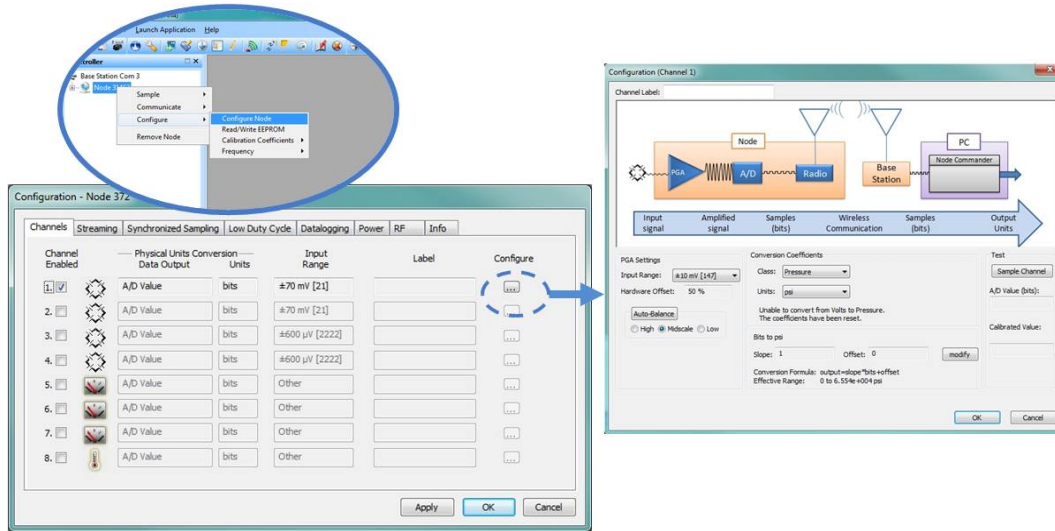 Launch Application Help
Base Station Com 3
Node
Sample
Communicate
Configure
Remove Node
Configure Node
Read/Write EEPROM
Calibration Coefficients
Frequency
Configuration - Node 372
Channels Streaming Synchronized Sampling Low Duty Cycle Datalogging Power RF Info
Channel Enabled
Physical Units Conversion
Data Output Units
Input Range
Label
Configure
1. A/D Value bits ±70 mV [21] ...
2. A/D Value bits ±70 mV [21] ...
3. A/D Value bits ±600 µV [2222] ...
4. A/D Value bits ±600 µV [2222] ...
5. A/D Value bits Other ...
6. A/D Value bits Other ...
7. A/D Value bits Other ...
8. A/D Value bits Other ...
Apply OK Cancel
Configuration (Channel 1)
Channel Label:
Node
PGA
A/D
Radio
Base Station
PC
Node Commander
Input signal
Amplified signal
Samples (bits)
Wireless Communication
Samples (bits)
Output Units
PGA Settings
Input Range: ±10 mV [147]
Hardware Offset: 50 %
Auto-Balance
High Midscale Low
Conversion Coefficients
Class: Pressure
Units: psi
Unable to convert from Volts to Pressure.
The coefficients have been reset.
Bits to psi
Slope: 1 Offset: 0 modify
Conversion Formula: output=slope*bits+offset
Effective Range: 0 to 6.554e+004 psi
Test
Sample Channel
A/D Value (bits):
Calibrated Value:
OK Cancel